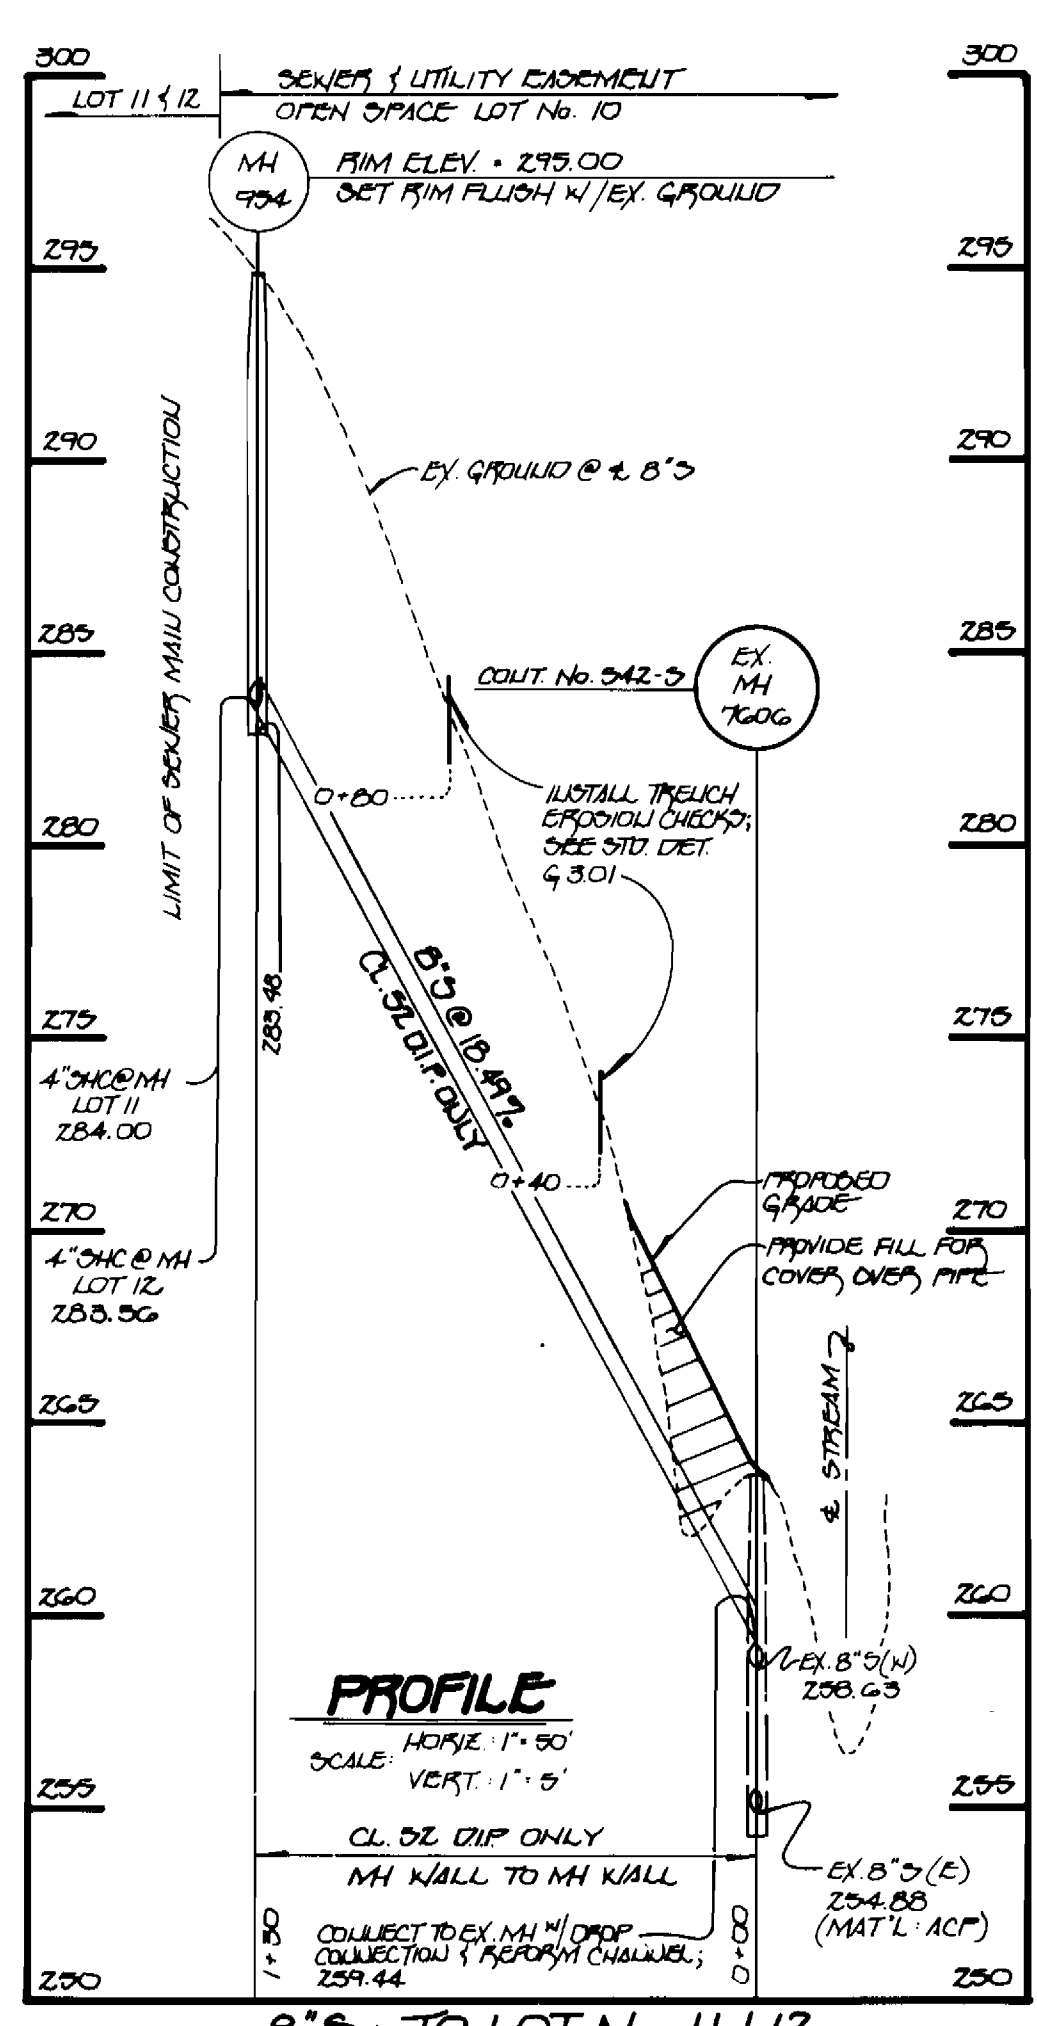 300
300
SEWER & UTILITY EASEMENT
LOT 11 & 12
OPEN SPACE LOT No. 10
MH
954
RIM ELEV. = 295.00
SET RIM FLUSH W/EX. GROUND
295
295
290
290
LIMIT OF SEWER MAIN CONSTRUCTION
EX. GROUND @ ℄ 8"S
285
285
CONT. No. 542-S
EX.
MH
7606
0+80
INSTALL TRENCH
EROSION CHECKS;
SEE STD. DET.
G 3.01
280
280
8"S @ 18.49%
CL. 52 D.I.P. ONLY
283.48
275
275
4"SHC@MH
LOT 11
284.00
0+40
PROPOSED
GRADE
270
270
PROVIDE FILL FOR
COVER OVER PIPE
4"SHC@MH
LOT 12
283.56
℄ STREAM
265
265
260
260
EX. 8"S(W)
258.63
PROFILE
SCALE:
HORIZ.: 1"= 50'
VERT.: 1"= 5'
255
255
CL. 52 DIP ONLY
MH WALL TO MH WALL
EX. 8"S (E)
254.88
(MAT'L: ACP)
1+30
CONNECT TO EX. MH W/ DROP
CONNECTION & REFORM CHANNEL;
259.44
0+00
250
250